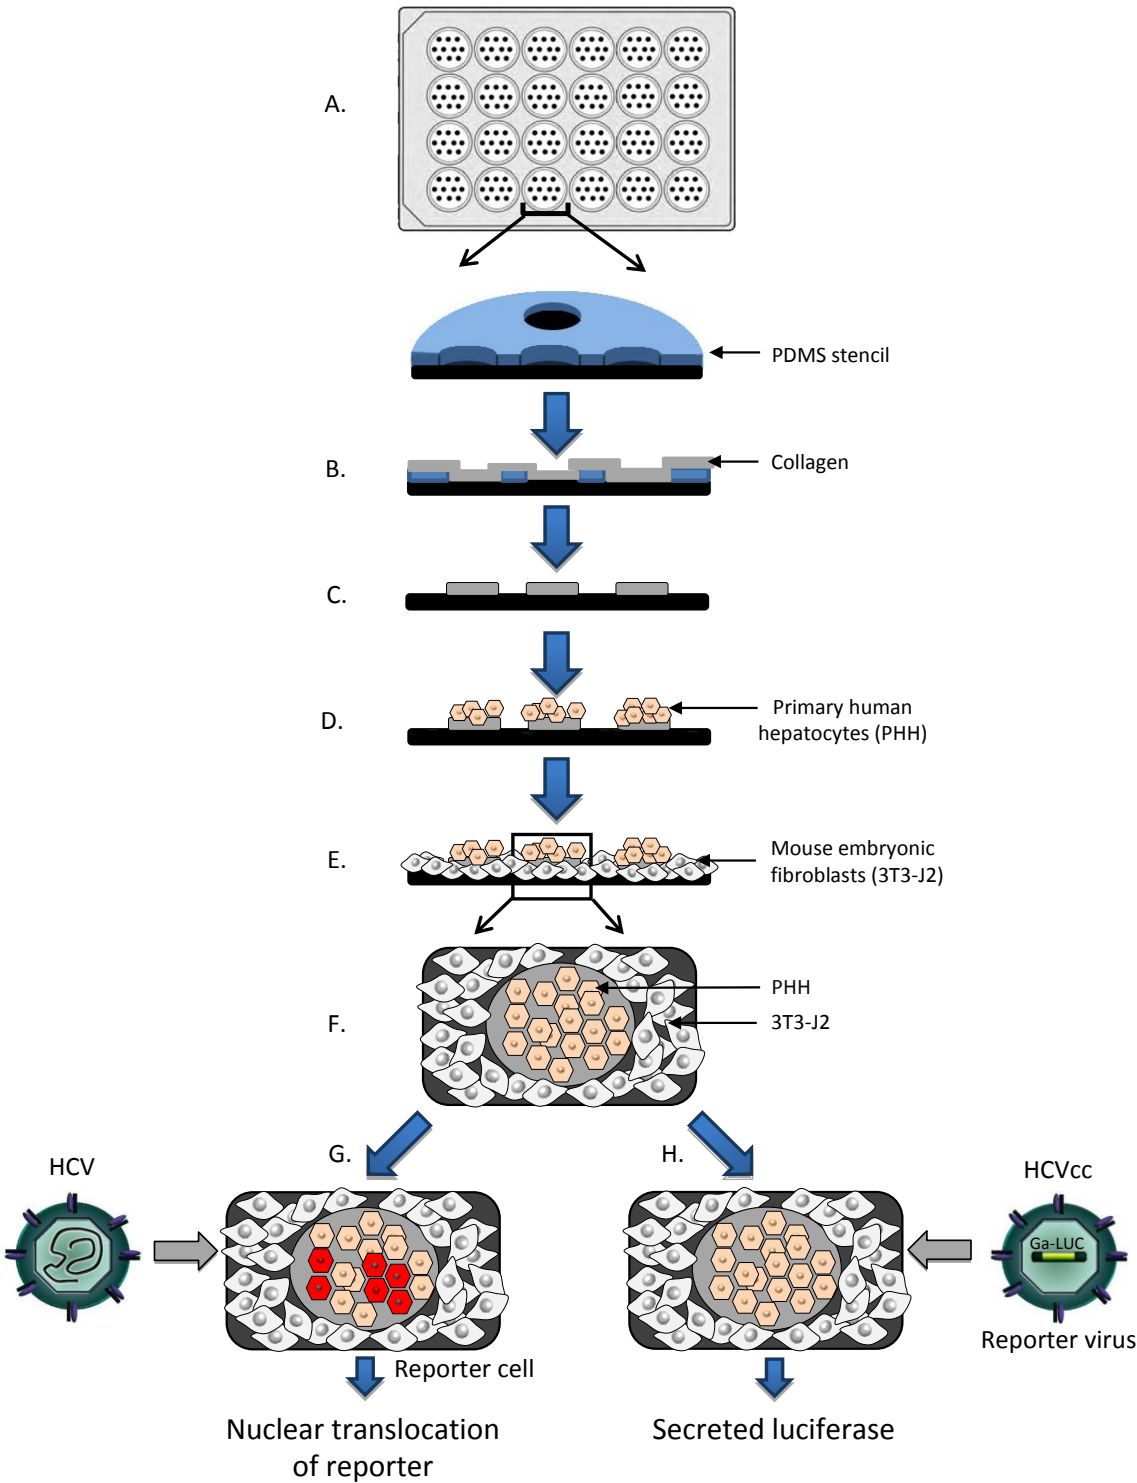 A.
PDMS stencil
B.
Collagen
C.
D.
Primary human
hepatocytes (PHH)
E.
Mouse embryonic
fibroblasts (3T3-J2)
PHH
F.
3T3-J2
G.
H.
HCV
HCVcc
Ga-LUC
Reporter virus
Reporter cell
Nuclear translocation
of reporter
Secreted luciferase